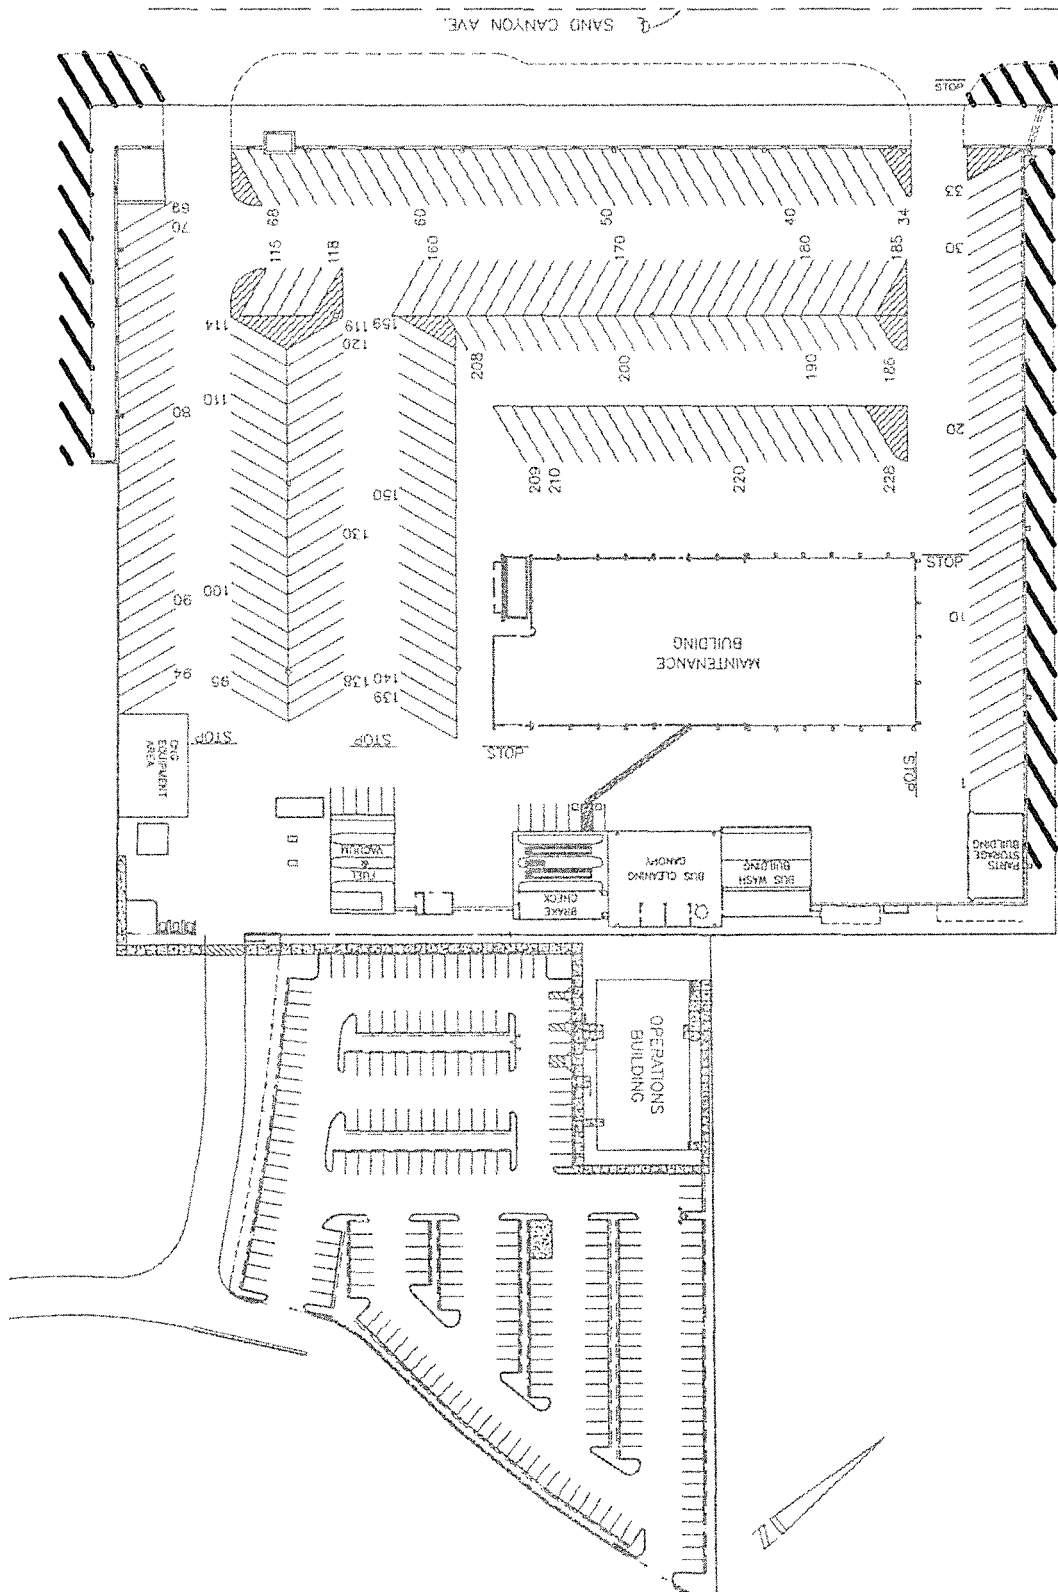 SAND CANYON AVE.
℄
STOP
33
30
20
10
1
34
40
50
60
68
69
70
80
90
94
115
118
160
170
180
185
114
119
120
159
208
200
190
186
110
150
130
100
209
210
220
228
STOP
MAINTENANCE
BUILDING
95
138
140
139
STOP
STOP
STOP
STOP
CNG
EQUIPMENT
AREA
FUEL
&
VACUUM
BRAKE
CHECK
BUS CLEANING
CANOPY
BUS WASH
BUILDING
PARTS
STORAGE
BUILDING
OPERATIONS
BUILDING
N